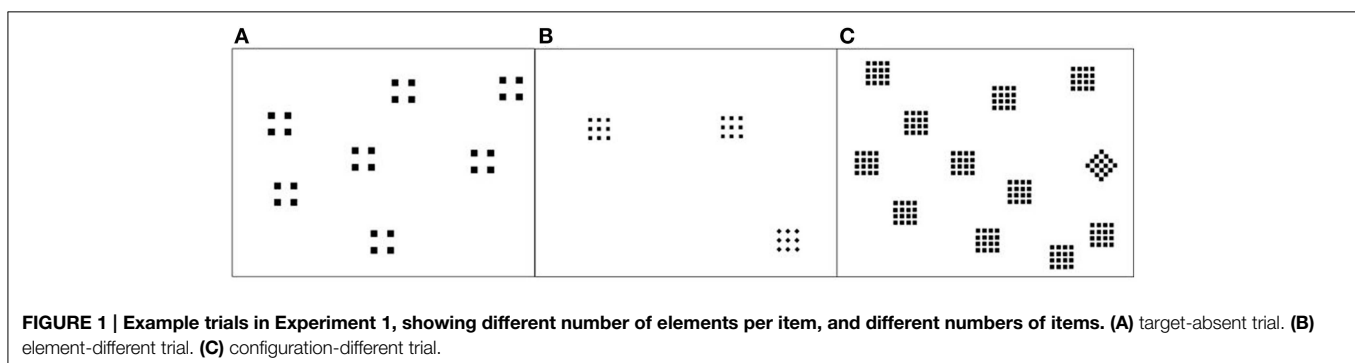 A
B
C
FIGURE 1 | Example trials in Experiment 1, showing different number of elements per item, and different numbers of items. (A) target-absent trial. (B)
element-different trial. (C) configuration-different trial.